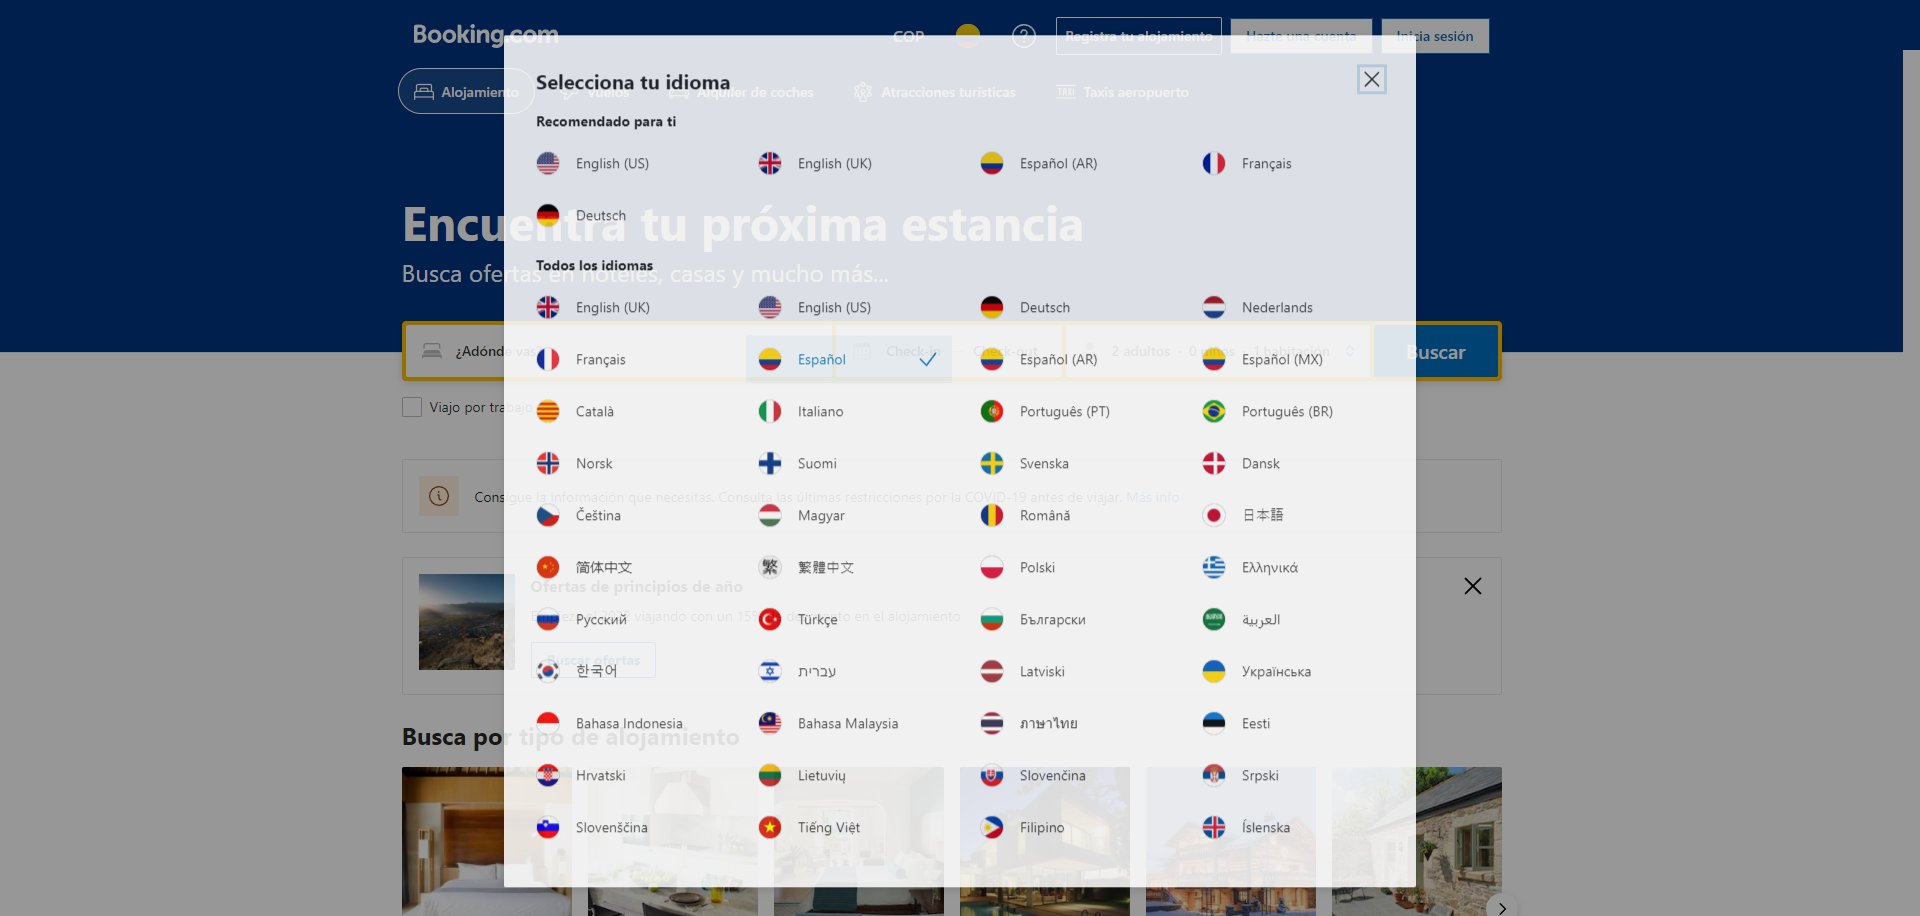 Booking.com
COP
Registra tu alojamiento
Hazte una cuenta
Inicia sesión
Alojamiento
Vuelos
Alquiler de coches
Atracciones turísticas
TAXI Taxis aeropuerto
Selecciona tu idioma
Recomendado para ti
English (US)
English (UK)
Español (AR)
Français
Deutsch
Encuentra tu próxima estancia
Busca ofertas en hoteles, casas y mucho más...
Todos los idiomas
English (UK)
English (US)
Deutsch
Nederlands
¿Adónde vas?
Check-in
Check-out
2 adultos · 0 niños · 1 habitación
Buscar
Français
Español
Español (AR)
Español (MX)
Viajo por trabajo
Català
Italiano
Português (PT)
Português (BR)
Norsk
Suomi
Svenska
Dansk
Consigue la información que necesitas. Consulta las últimas restricciones por la COVID-19 antes de viajar. Más info
Čeština
Magyar
Română
日本語
简体中文
繁
繁體中文
Polski
Ελληνικά
Ofertas de principios de año
viajando con un 15% de descuento en el alojamiento
Русский
Türkçe
Български
العربية
Buscar ofertas
한국어
עברית
Latviski
Українська
Bahasa Indonesia
Bahasa Malaysia
ภาษาไทย
Eesti
Busca por tipo de alojamiento
Hrvatski
Lietuvių
Slovenčina
Srpski
Slovenščina
Tiếng Việt
Filipino
Íslenska